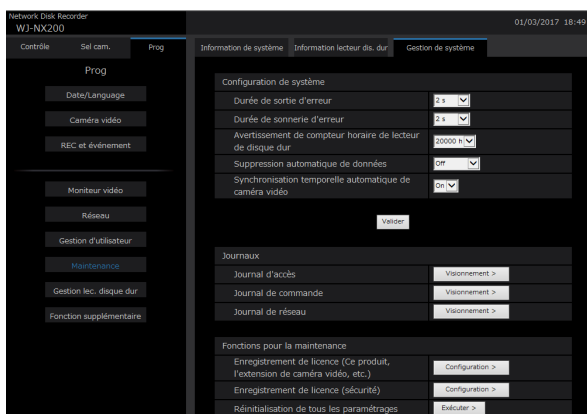 Network Disk Recorder
WJ-NX200
01/03/2017 18:49
Contrôle Sel cam. Prog
Information de système Information lecteur dis. dur Gestion de système
Prog
Date/Language
Caméra vidéo
REC et événement
Moniteur vidéo
Réseau
Gestion d'utilisateur
Maintenance
Gestion lec. disque dur
Fonction supplémentaire
Configuration de système
Durée de sortie d'erreur 2 s
Durée de sonnerie d'erreur 2 s
Avertissement de compteur horaire de lecteur
de disque dur 20000 h
Suppression automatique de données Off
Synchronisation temporelle automatique de
caméra vidéo On
Valider
Journaux
Journal d'accès Visionnement >
Journal de commande Visionnement >
Journal de réseau Visionnement >
Fonctions pour la maintenance
Enregistrement de licence (Ce produit,
l'extension de caméra vidéo, etc.) Configuration >
Enregistrement de licence (sécurité) Configuration >
Réinitialisation de tous les paramétrages Exécuter >